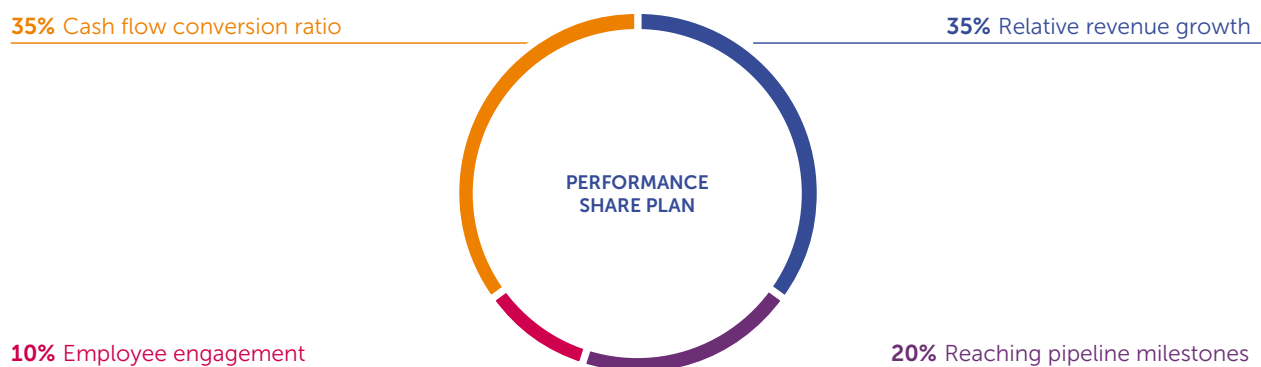 35% Cash flow conversion ratio
35% Relative revenue growth
PERFORMANCE
SHARE PLAN
10% Employee engagement
20% Reaching pipeline milestones